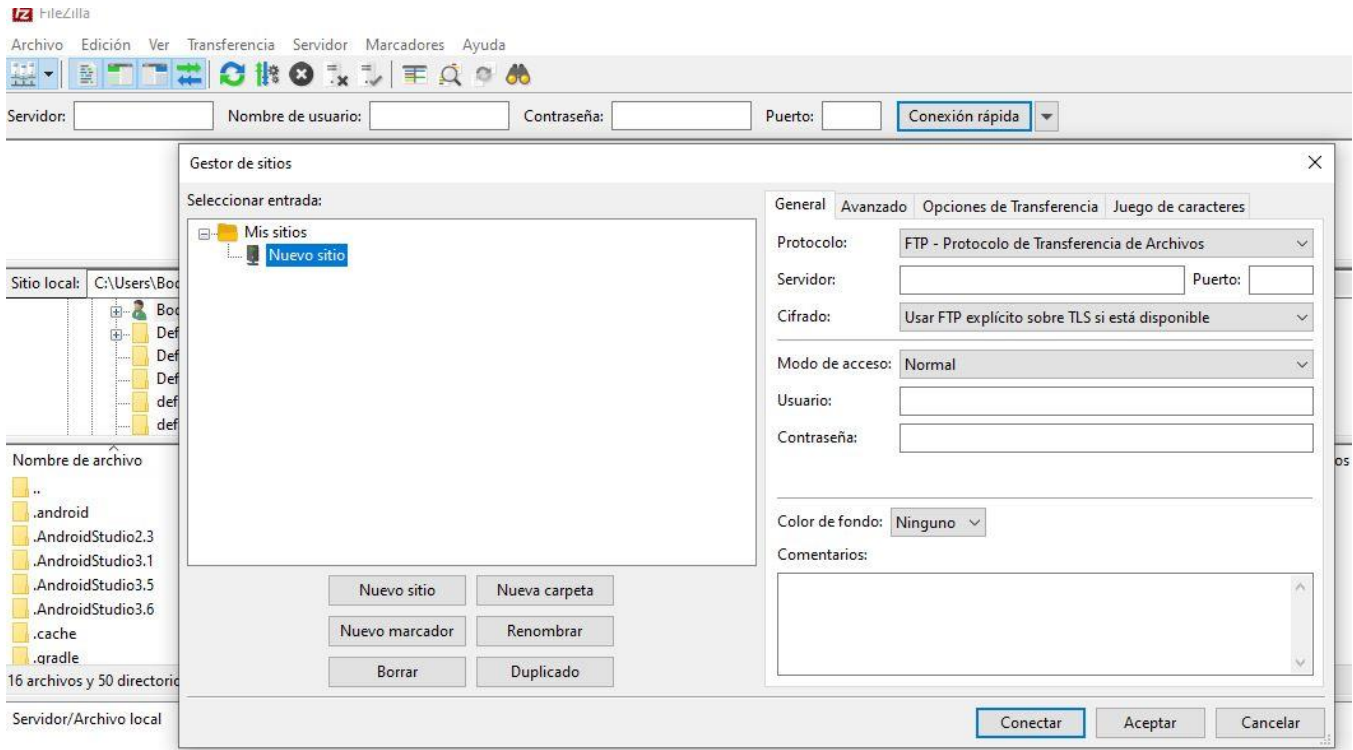 FileZilla
Archivo Edición Ver Transferencia Servidor Marcadores Ayuda
Servidor: Nombre de usuario: Contraseña: Puerto: Conexión rápida
Gestor de sitios
Seleccionar entrada:
Mis sitios
Nuevo sitio
General Avanzado Opciones de Transferencia Juego de caracteres
Protocolo: FTP - Protocolo de Transferencia de Archivos
Servidor: Puerto:
Cifrado: Usar FTP explícito sobre TLS si está disponible
Modo de acceso: Normal
Usuario:
Contraseña:
Color de fondo: Ninguno
Comentarios:
Nuevo sitio Nueva carpeta
Nuevo marcador Renombrar
Borrar Duplicado
Conectar Aceptar Cancelar
Sitio local: C:\Users\Boo
Def
Def
Def
def
def
Nombre de archivo
..
.android
.AndroidStudio2.3
.AndroidStudio3.1
.AndroidStudio3.5
.AndroidStudio3.6
.cache
.gradle
16 archivos y 50 directorio
Servidor/Archivo local
os